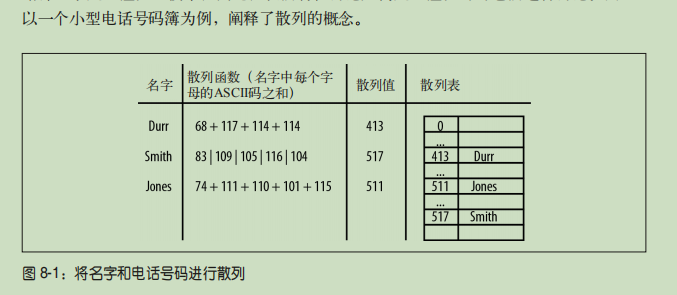 以一个小型电话号码簿为例，阐释了散列的概念。
名字 散列函数（名字中每个字母的ASCII码之和） 散列值 散列表
Durr 68 + 117 + 114 + 114 413
Smith 83 | 109 | 105 | 116 | 104 517
Jones 74 + 111 + 110 + 101 + 115 511
0
...
413 Durr
...
511 Jones
...
517 Smith
图 8-1：将名字和电话号码进行散列